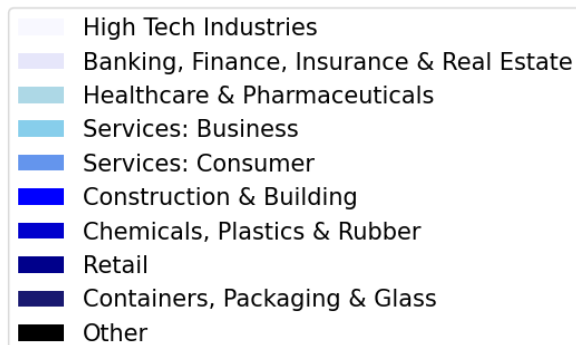 High Tech Industries
Banking, Finance, Insurance & Real Estate
Healthcare & Pharmaceuticals
Services: Business
Services: Consumer
Construction & Building
Chemicals, Plastics & Rubber
Retail
Containers, Packaging & Glass
Other